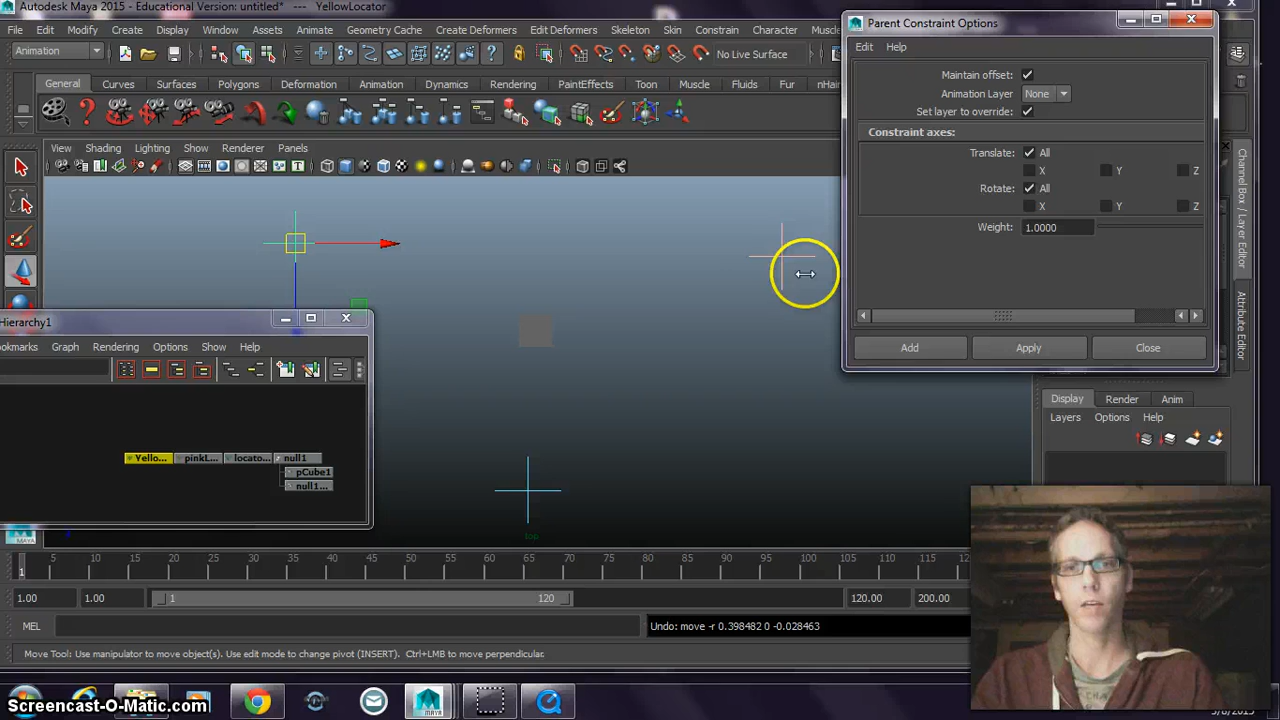 Autodesk Maya 2015 - Educational Version: untitled* --- YellowLocator
File Edit Modify Create Display Window Assets Animate Geometry Cache Create Deformers Edit Deformers Skeleton Skin Constrain Character Muscle
Animation
No Live Surface
General Curves Surfaces Polygons Deformation Animation Dynamics Rendering PaintEffects Toon Muscle Fluids Fur nHair
View Shading Lighting Show Renderer Panels
Parent Constraint Options
Edit Help
Maintain offset:
Animation Layer None
Set layer to override:
Constraint axes:
Translate: All
X Y Z
Rotate: All
X Y Z
Weight: 1.0000
Add Apply Close
Channel Box / Layer Editor
Attribute Editor
Hierarchy1
Graph Rendering Options Show Help
Yello... pinkL... locato... null1
pCube1
null1...
top
Display Render Anim
Layers Options Help
1 5 10 15 20 25 30 35 40 45 50 55 60 65 70 75 80 85 90 95 100 105 110 115
1.00 1.00 1 120 120.00 200.00
MEL Undo: move -r 0.398482 0 -0.028463
Move Tool: Use manipulator to move object(s). Use edit mode to change pivot (INSERT). Ctrl+LMB to move perpendicular.
Screencast-O-Matic.com